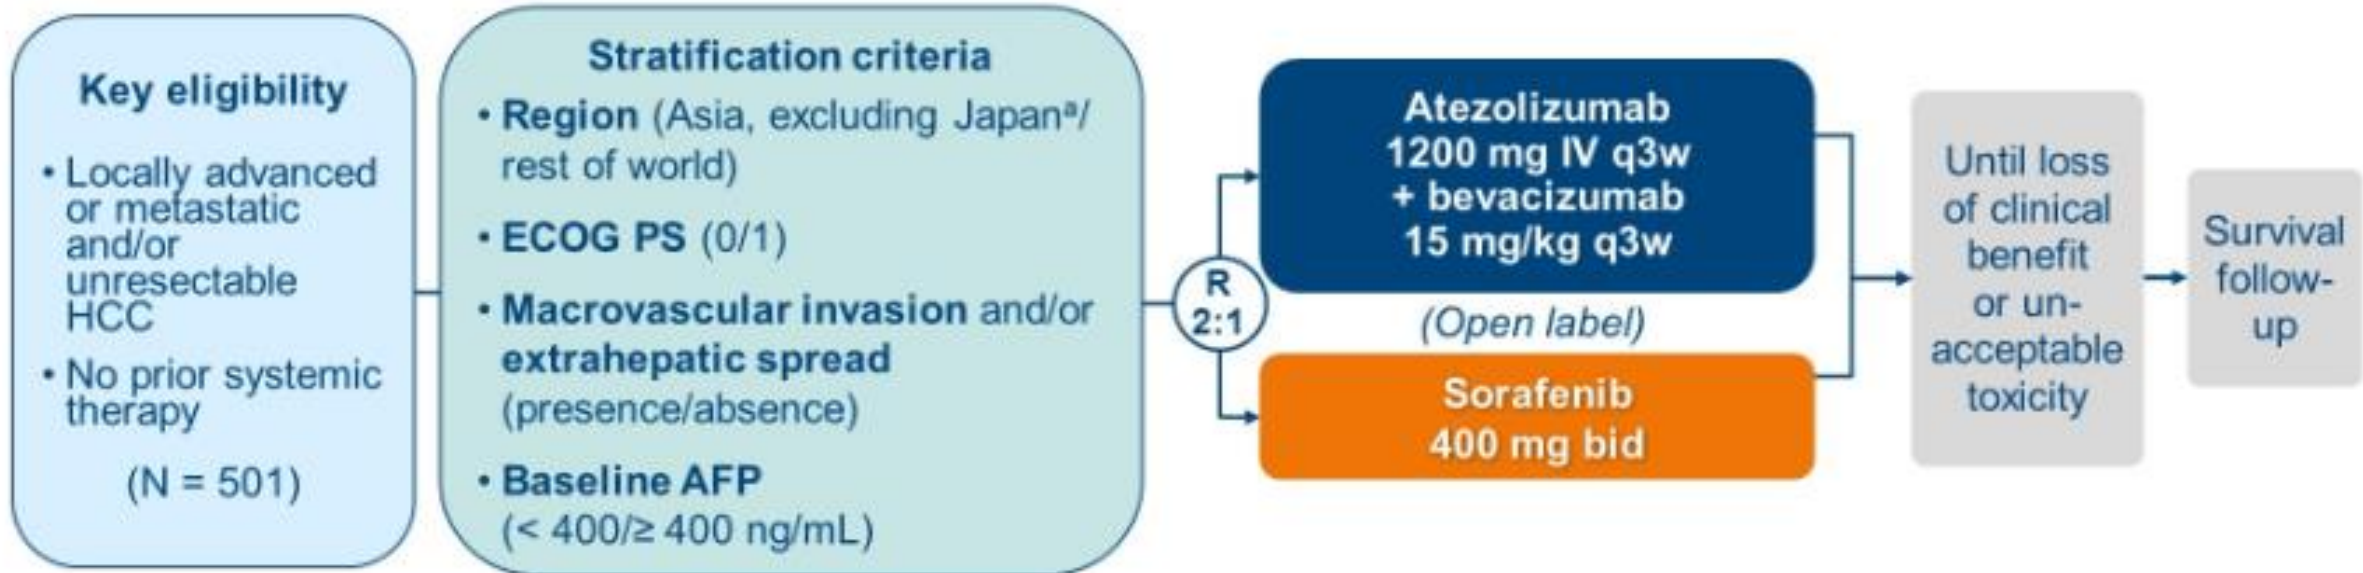 Key eligibility
• Locally advanced
or metastatic
and/or
unresectable
HCC
• No prior systemic
therapy
(N = 501)
Stratification criteria
• Region (Asia, excluding Japanª/
rest of world)
• ECOG PS (0/1)
• Macrovascular invasion and/or
extrahepatic spread
(presence/absence)
• Baseline AFP
(< 400/≥ 400 ng/mL)
R
2:1
Atezolizumab
1200 mg IV q3w
+ bevacizumab
15 mg/kg q3w
(Open label)
Sorafenib
400 mg bid
Until loss
of clinical
benefit
or un-
acceptable
toxicity
Survival
follow-
up